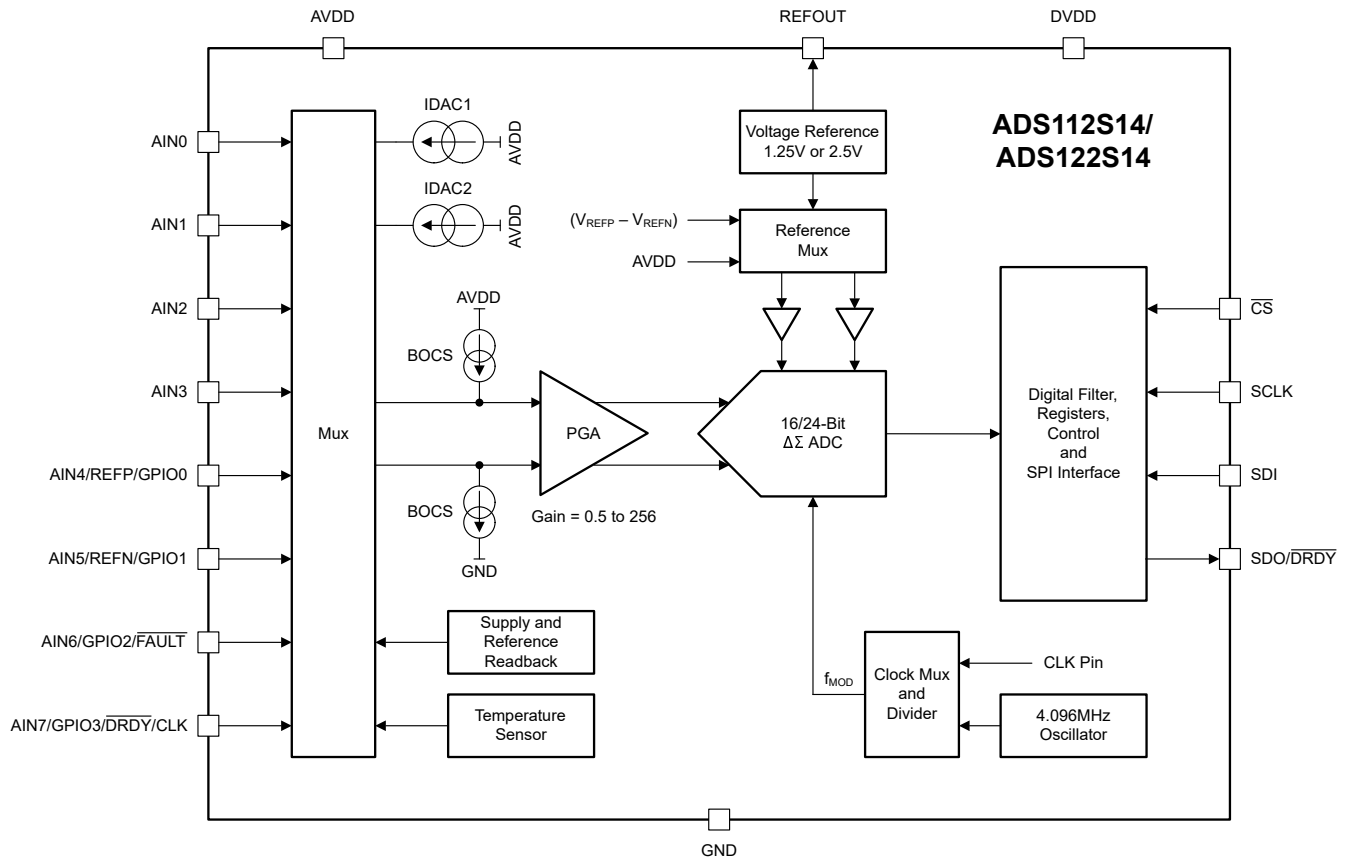 AVDD
REFOUT
DVDD
IDAC1
AVDD
Voltage Reference
1.25V or 2.5V
ADS112S14/
ADS122S14
AIN0
IDAC2
AVDD
AIN1
(VREFP – VREFN)
Reference
Mux
AVDD
AIN2
AVDD
CS
BOCS
AIN3
Mux
PGA
16/24-Bit
ΔΣ ADC
Digital Filter,
Registers,
Control
and
SPI Interface
SCLK
AIN4/REFP/GPIO0
BOCS
Gain = 0.5 to 256
SDI
AIN5/REFN/GPIO1
GND
SDO/DRDY
AIN6/GPIO2/FAULT
Supply and
Reference
Readback
fMOD
Clock Mux
and
Divider
CLK Pin
AIN7/GPIO3/DRDY/CLK
Temperature
Sensor
4.096MHz
Oscillator
GND